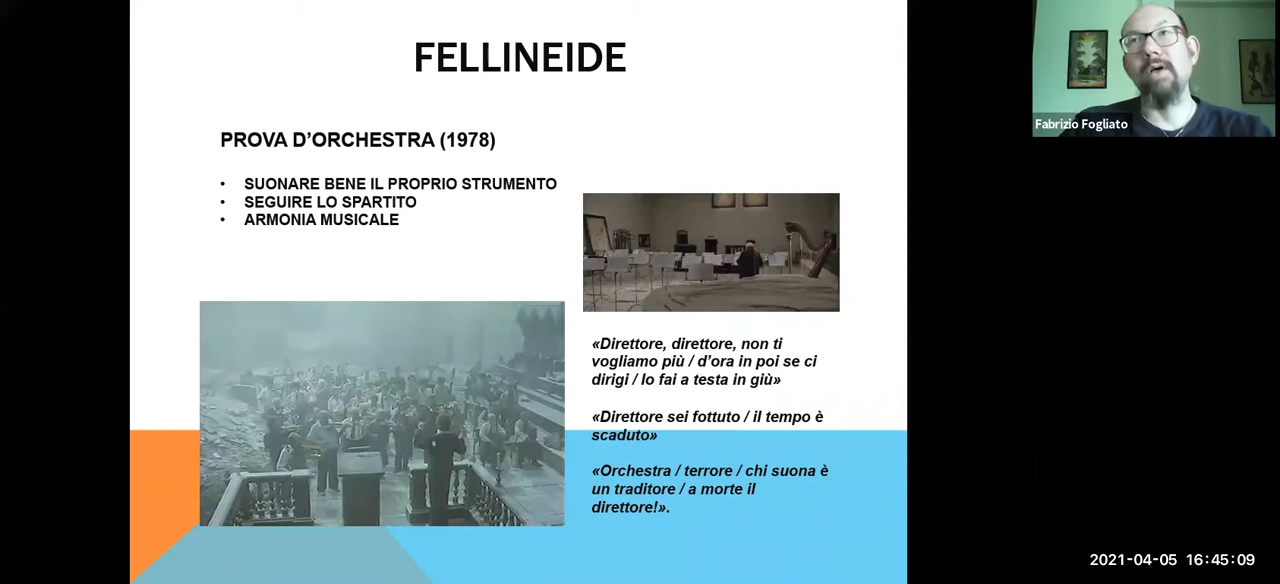 FELLINEIDE
PROVA D’ORCHESTRA (1978)
• SUONARE BENE IL PROPRIO STRUMENTO
• SEGUIRE LO SPARTITO
• ARMONIA MUSICALE
«Direttore, direttore, non ti
vogliamo più / d’ora in poi se ci
dirigi / lo fai a testa in giù»
«Direttore sei fottuto / il tempo è
scaduto»
«Orchestra / terrore / chi suona è
un traditore / a morte il
direttore!».
Fabrizio Fogliato
2021-04-05 16:45:09